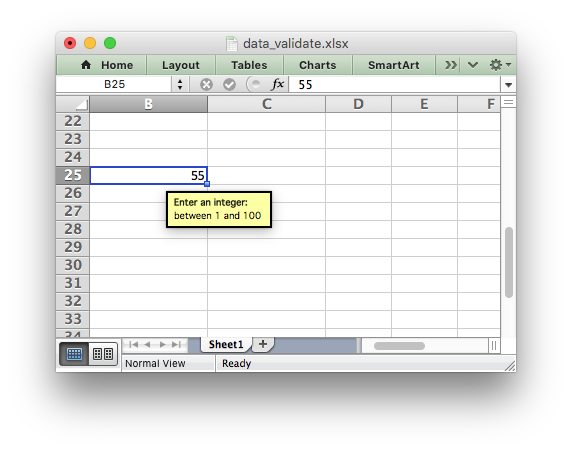 data_validate.xlsx
Home Layout Tables Charts SmartArt
B25 fx 55
B C D E F
22
23
24
25 55
26
Enter an integer:
between 1 and 100
27
28
29
30
31
32
33
34
Sheet1
Normal View Ready